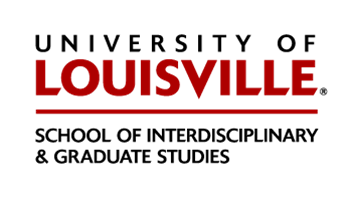 UNIVERSITY OF
LOUISVILLE®
SCHOOL OF INTERDISCIPLINARY
& GRADUATE STUDIES